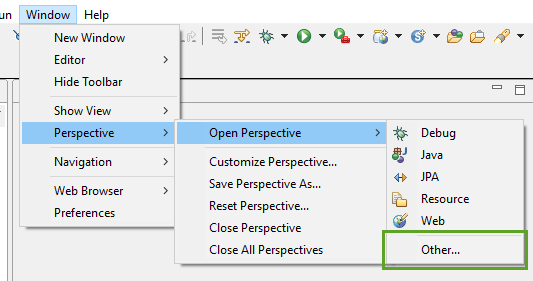 un Window Help
New Window
Editor
Hide Toolbar
Show View
Perspective
Navigation
Web Browser
Preferences
Open Perspective
Customize Perspective...
Save Perspective As...
Reset Perspective...
Close Perspective
Close All Perspectives
Debug
Java
JPA
Resource
Web
Other...